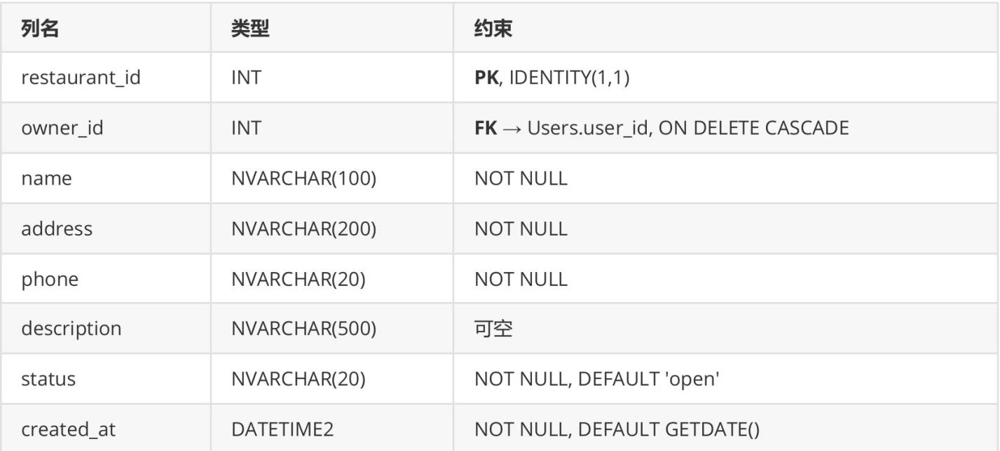 列名 类型 约束
restaurant_id INT PK, IDENTITY(1,1)
owner_id INT FK → Users.user_id, ON DELETE CASCADE
name NVARCHAR(100) NOT NULL
address NVARCHAR(200) NOT NULL
phone NVARCHAR(20) NOT NULL
description NVARCHAR(500) 可空
status NVARCHAR(20) NOT NULL, DEFAULT 'open'
created_at DATETIME2 NOT NULL, DEFAULT GETDATE()